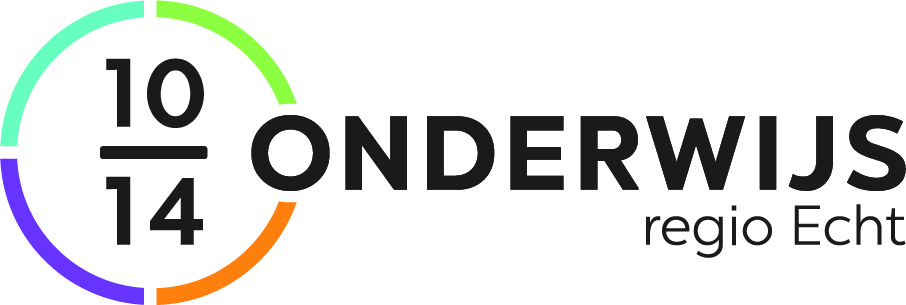 10
14
ONDERWIJS
regio Echt